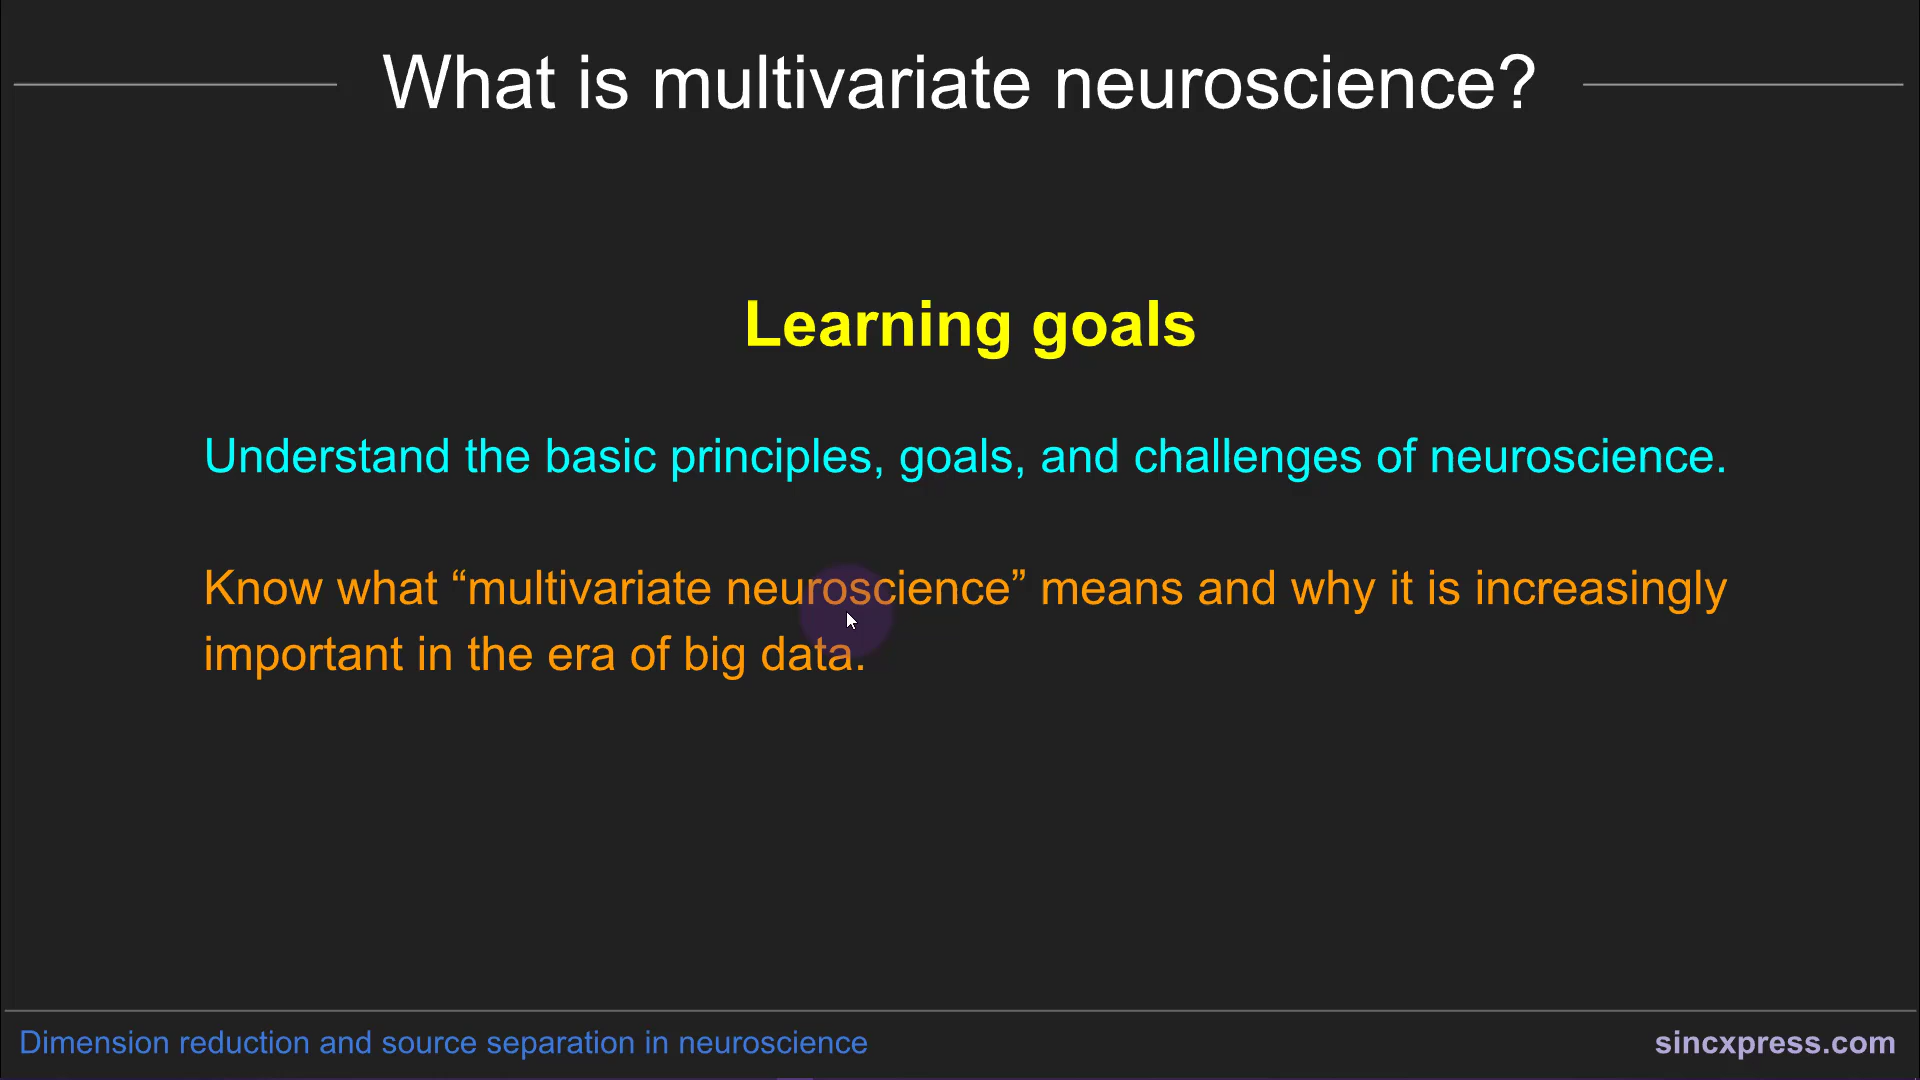 What is multivariate neuroscience?
Learning goals
Understand the basic principles, goals, and challenges of neuroscience.
Know what “multivariate neuroscience” means and why it is increasingly
important in the era of big data.
Dimension reduction and source separation in neuroscience
sincxpress.com